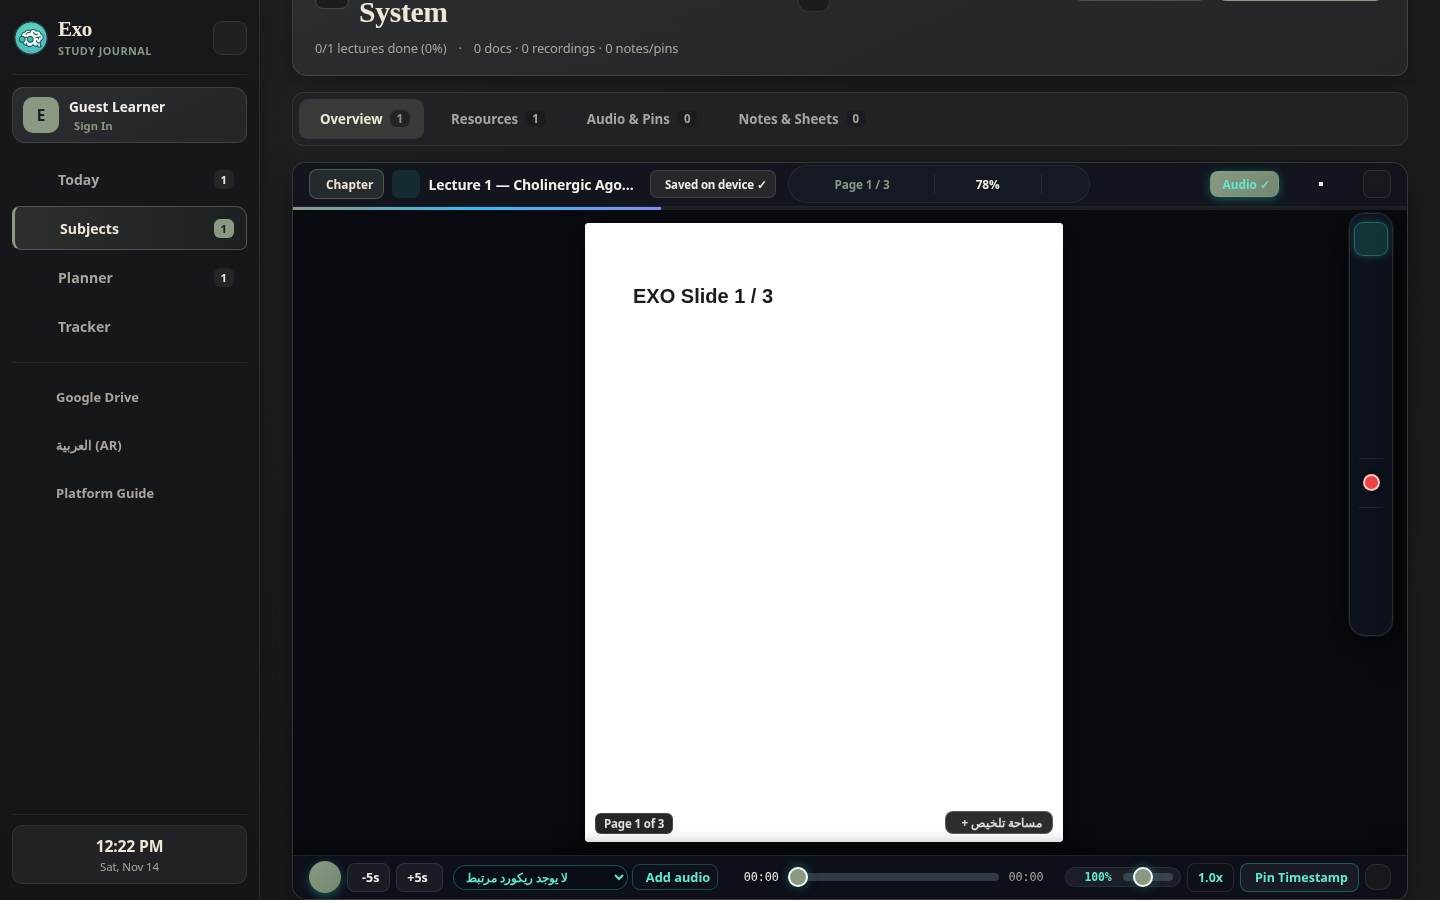 Exo
STUDY JOURNAL
E
Guest Learner
Sign In
Today 1
Subjects 1
Planner 1
Tracker
Google Drive
العربية (AR)
Platform Guide
12:22 PM
Sat, Nov 14
System
0/1 lectures done (0%) · 0 docs · 0 recordings · 0 notes/pins
Overview 1 Resources 1 Audio & Pins 0 Notes & Sheets 0
Chapter Lecture 1 — Cholinergic Ago... Saved on device ✓ Page 1 / 3 78% Audio ✓
EXO Slide 1 / 3
Page 1 of 3 مساحة تلخيص +
-5s +5s لا يوجد ريكورد مرتبط Add audio 00:00 00:00 100% 1.0x Pin Timestamp